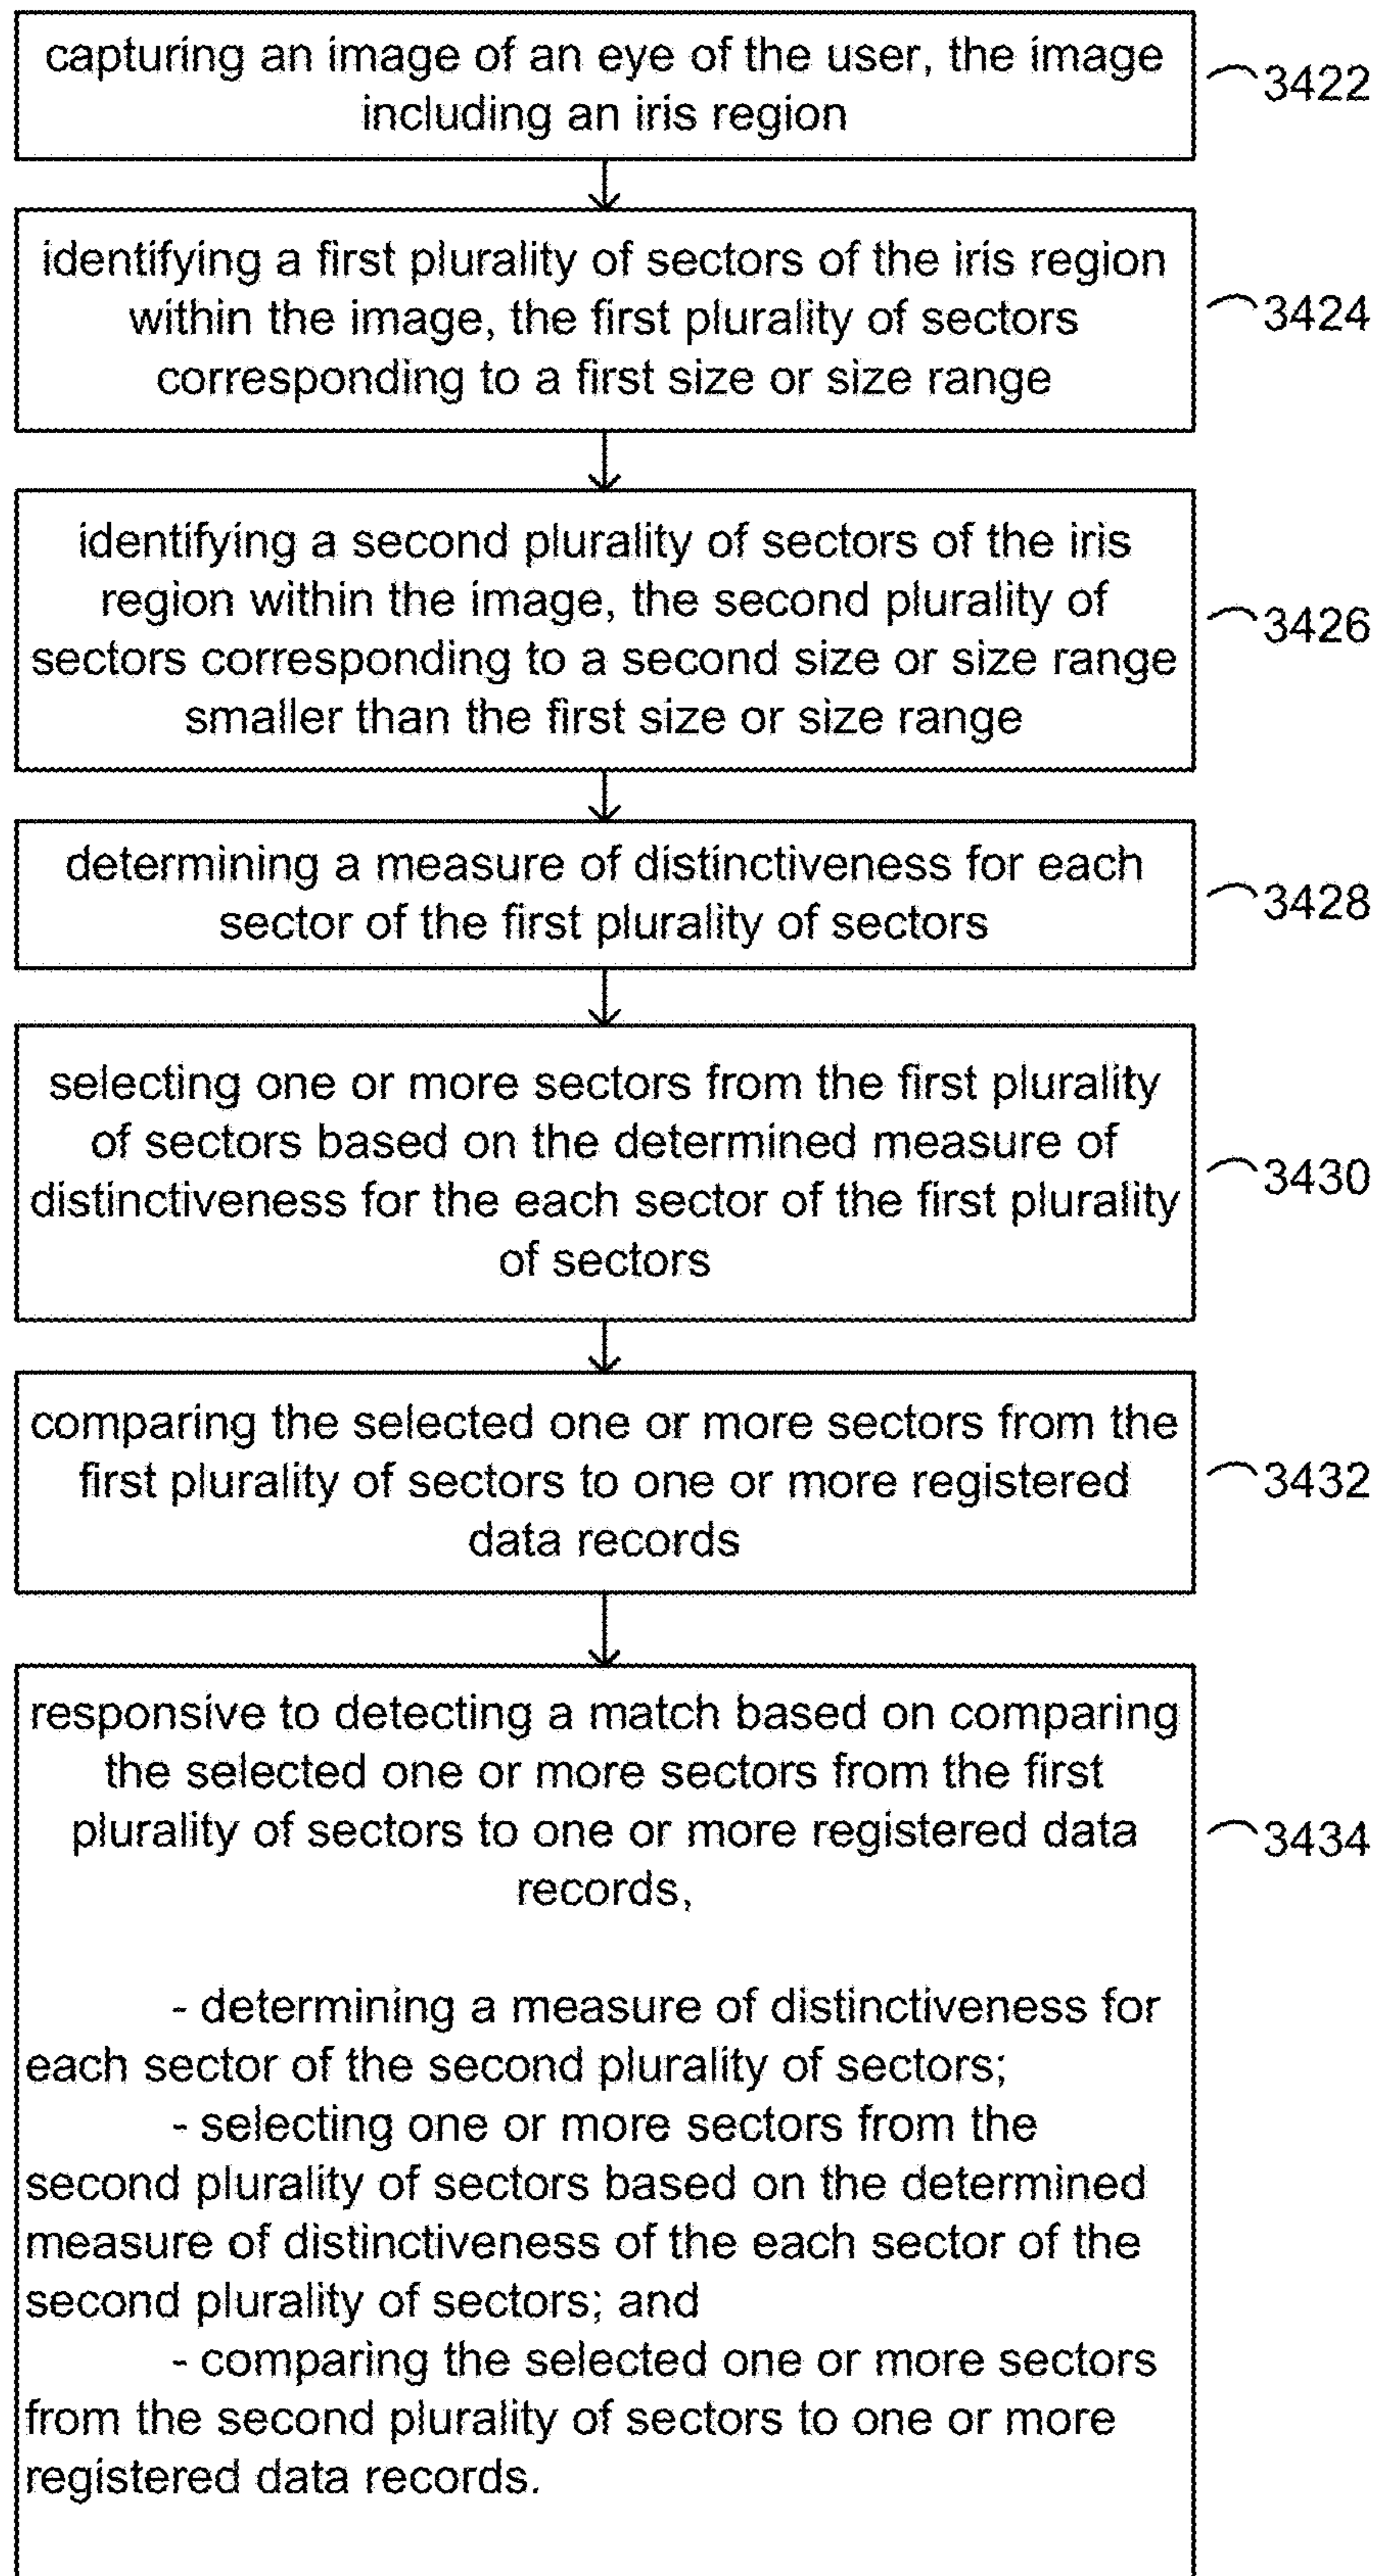 capturing an image of an eye of the user, the image
including an iris region
3422
identifying a first plurality of sectors of the iris region
within the image, the first plurality of sectors
corresponding to a first size or size range
3424
identifying a second plurality of sectors of the iris
region within the image, the second plurality of
sectors corresponding to a second size or size range
smaller than the first size or size range
3426
determining a measure of distinctiveness for each
sector of the first plurality of sectors
3428
selecting one or more sectors from the first plurality
of sectors based on the determined measure of
distinctiveness for the each sector of the first plurality
of sectors
3430
comparing the selected one or more sectors from the
first plurality of sectors to one or more registered
data records
3432
responsive to detecting a match based on comparing
the selected one or more sectors from the first
plurality of sectors to one or more registered data
records,
3434
- determining a measure of distinctiveness for
each sector of the second plurality of sectors;
- selecting one or more sectors from the
second plurality of sectors based on the determined
measure of distinctiveness of the each sector of the
second plurality of sectors; and
- comparing the selected one or more sectors
from the second plurality of sectors to one or more
registered data records.